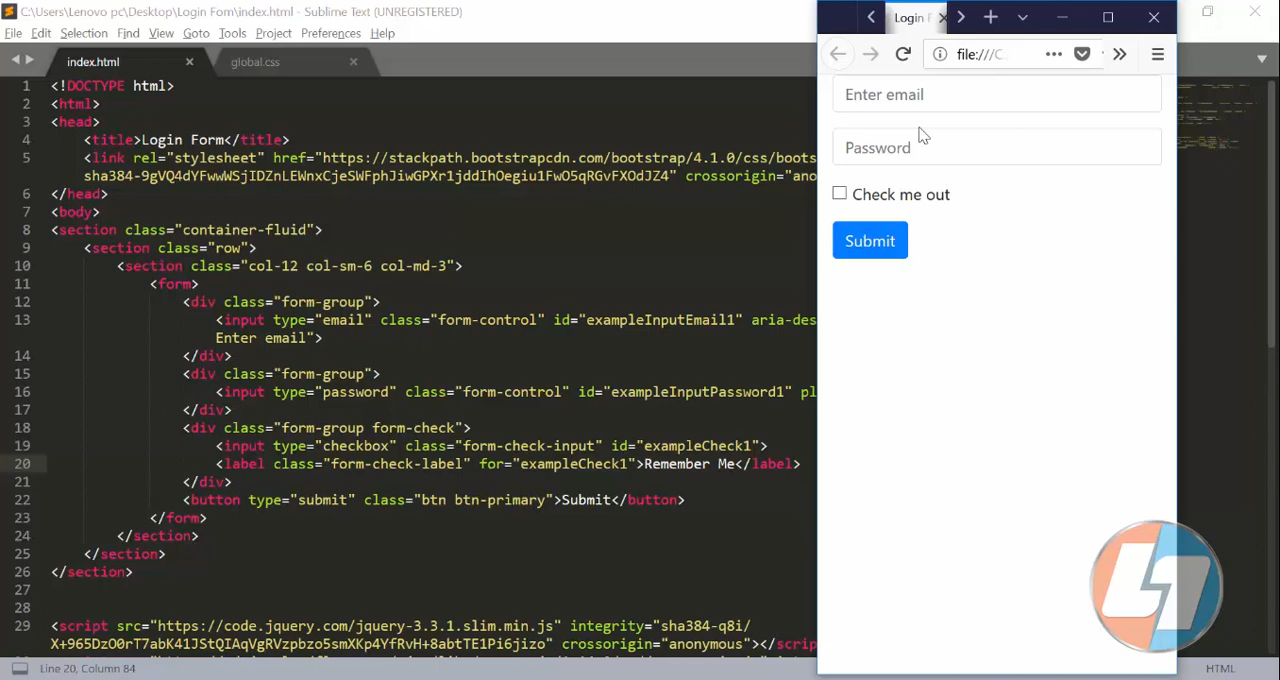 C:\Users\Lenovo pc\Desktop\Login Fom\index.html - Sublime Text (UNREGISTERED)
File Edit Selection Find View Goto Tools Project Preferences Help
index.html
global.css
1 <!DOCTYPE html>
2 <html>
3 <head>
4 <title>Login Form</title>
5 <link rel="stylesheet" href="https://stackpath.bootstrapcdn.com/bootstrap/4.1.0/css/boots
sha384-9gVQ4dYFwwWSjIDZnLEWnxCjeSWFphJiwGPXr1jddIhOegiu1FwO5qRGvFXOdJZ4" crossorigin="ano
6 </head>
7 <body>
8 <section class="container-fluid">
9 <section class="row">
10 <section class="col-12 col-sm-6 col-md-3">
11 <form>
12 <div class="form-group">
13 <input type="email" class="form-control" id="exampleInputEmail1" aria-des
Enter email">
14 </div>
15 <div class="form-group">
16 <input type="password" class="form-control" id="exampleInputPassword1" pl
17 </div>
18 <div class="form-group form-check">
19 <input type="checkbox" class="form-check-input" id="exampleCheck1">
20 <label class="form-check-label" for="exampleCheck1">Remember Me</label>
21 </div>
22 <button type="submit" class="btn btn-primary">Submit</button>
23 </form>
24 </section>
25 </section>
26 </section>
27
28
29 <script src="https://code.jquery.com/jquery-3.3.1.slim.min.js" integrity="sha384-q8i/
X+965DzO0rT7abK41JStQIAqVgRVzpbzo5smXKp4YfRvH+8abtTE1Pi6jizo" crossorigin="anonymous"></scrip
Line 20, Column 84
HTML
Login F
file:///C
Enter email
Password
Check me out
Submit